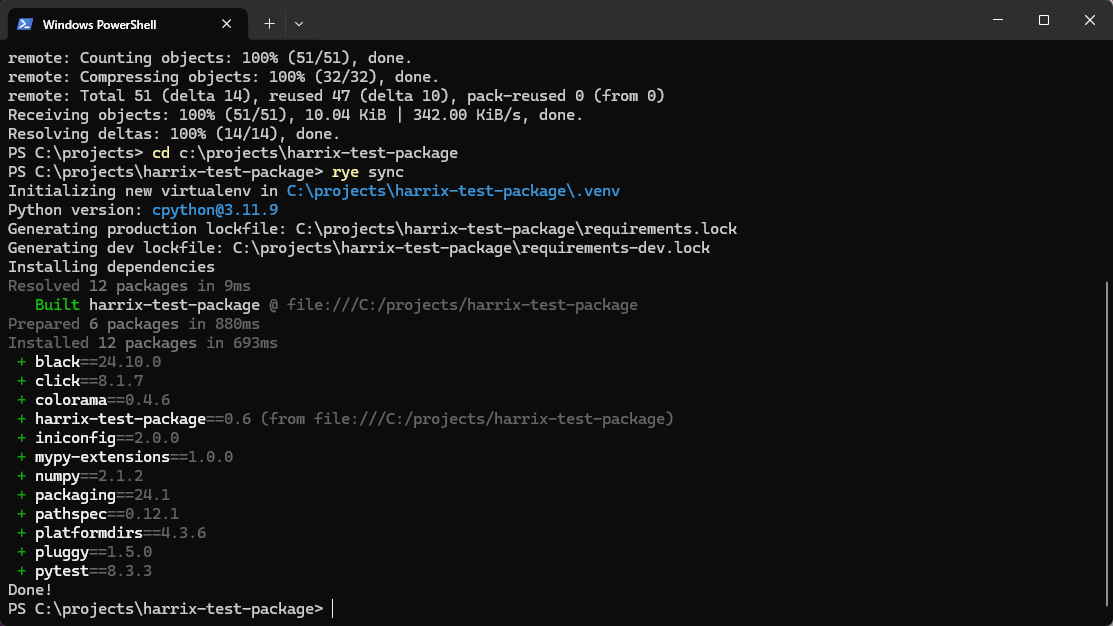 Windows PowerShell
remote: Counting objects: 100% (51/51), done.
remote: Compressing objects: 100% (32/32), done.
remote: Total 51 (delta 14), reused 47 (delta 10), pack-reused 0 (from 0)
Receiving objects: 100% (51/51), 10.04 KiB | 342.00 KiB/s, done.
Resolving deltas: 100% (14/14), done.
PS C:\projects> cd c:\projects\harrix-test-package
PS C:\projects\harrix-test-package> rye sync
Initializing new virtualenv in C:\projects\harrix-test-package\.venv
Python version: cpython@3.11.9
Generating production lockfile: C:\projects\harrix-test-package\requirements.lock
Generating dev lockfile: C:\projects\harrix-test-package\requirements-dev.lock
Installing dependencies
Resolved 12 packages in 9ms
   Built harrix-test-package @ file:///C:/projects/harrix-test-package
Prepared 6 packages in 880ms
Installed 12 packages in 693ms
 + black==24.10.0
 + click==8.1.7
 + colorama==0.4.6
 + harrix-test-package==0.6 (from file:///C:/projects/harrix-test-package)
 + iniconfig==2.0.0
 + mypy-extensions==1.0.0
 + numpy==2.1.2
 + packaging==24.1
 + pathspec==0.12.1
 + platformdirs==4.3.6
 + pluggy==1.5.0
 + pytest==8.3.3
Done!
PS C:\projects\harrix-test-package>